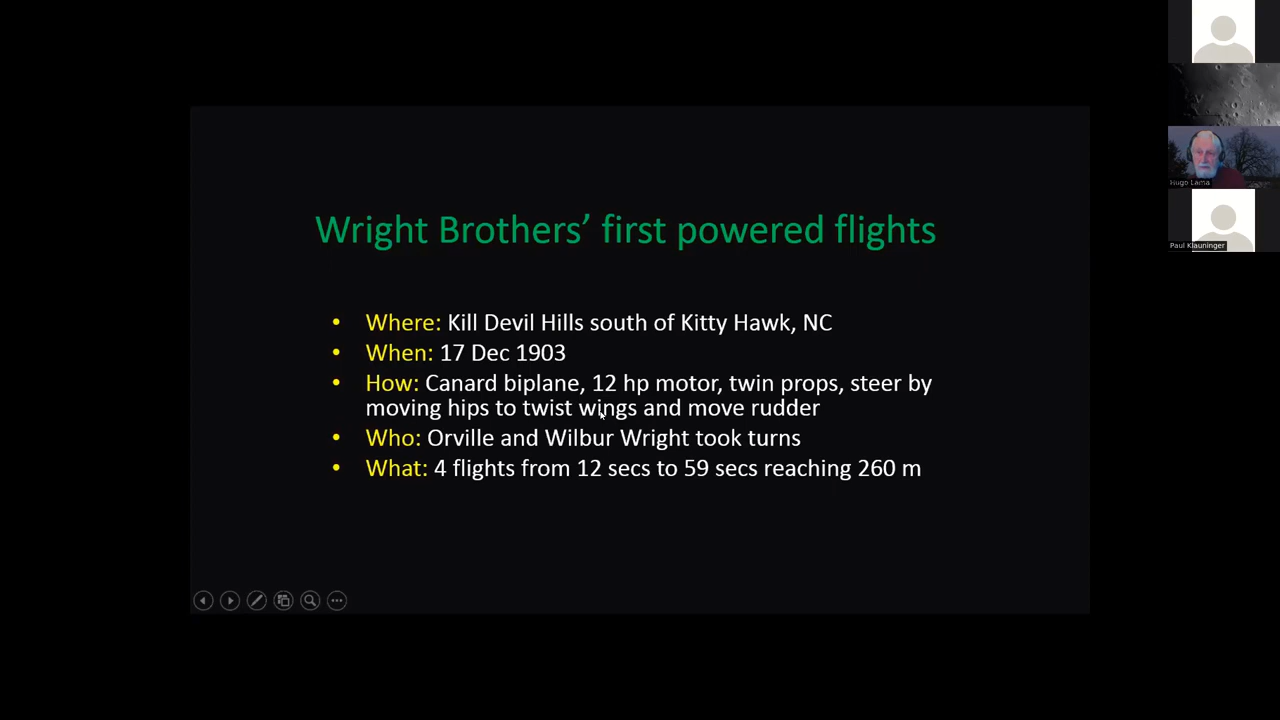 Wright Brothers’ first powered flights
• Where: Kill Devil Hills south of Kitty Hawk, NC
• When: 17 Dec 1903
• How: Canard biplane, 12 hp motor, twin props, steer by
moving hips to twist wings and move rudder
• Who: Orville and Wilbur Wright took turns
• What: 4 flights from 12 secs to 59 secs reaching 260 m
Hugo Lama
Paul Klauninger